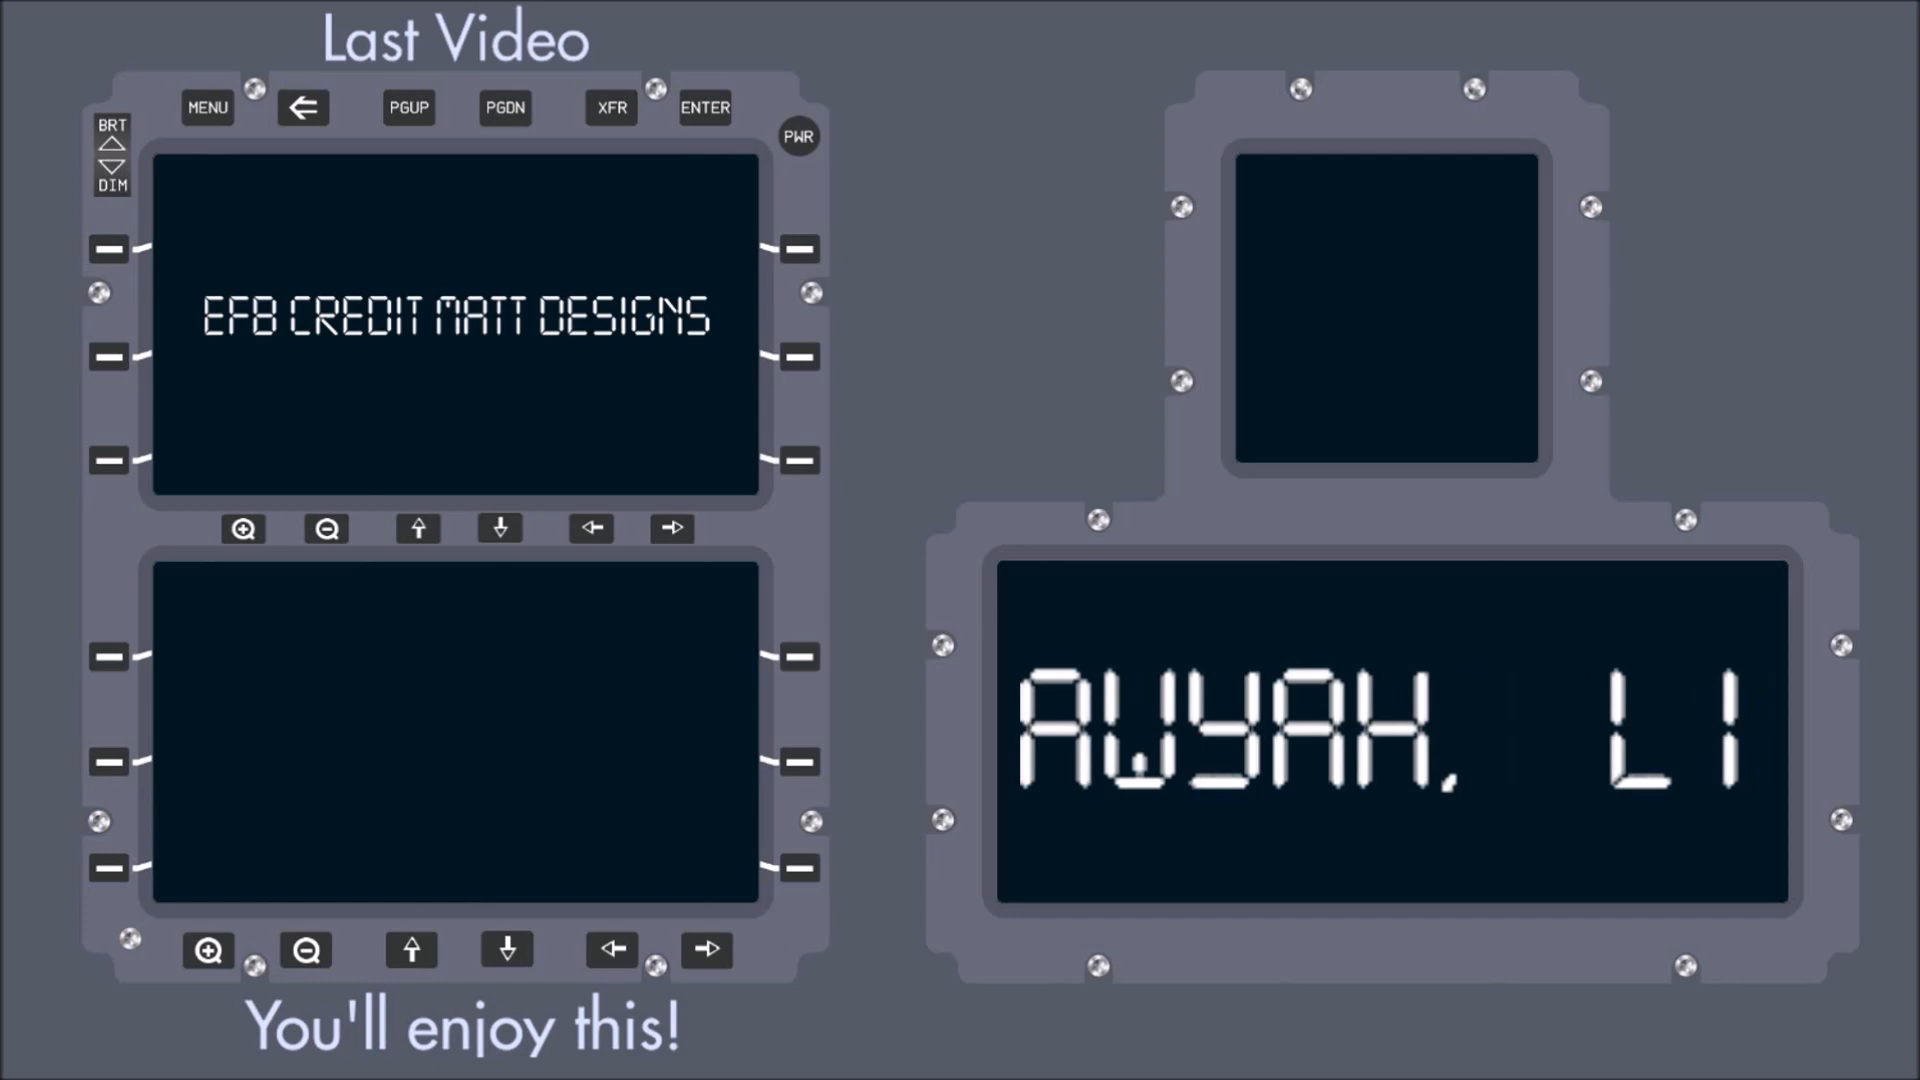 Last Video
MENU
PGUP
PGDN
XFR
ENTER
BRT
DIM
PWR
EFB CREDIT MATT DESIGNS
AWYAH, LI
You'll enjoy this!